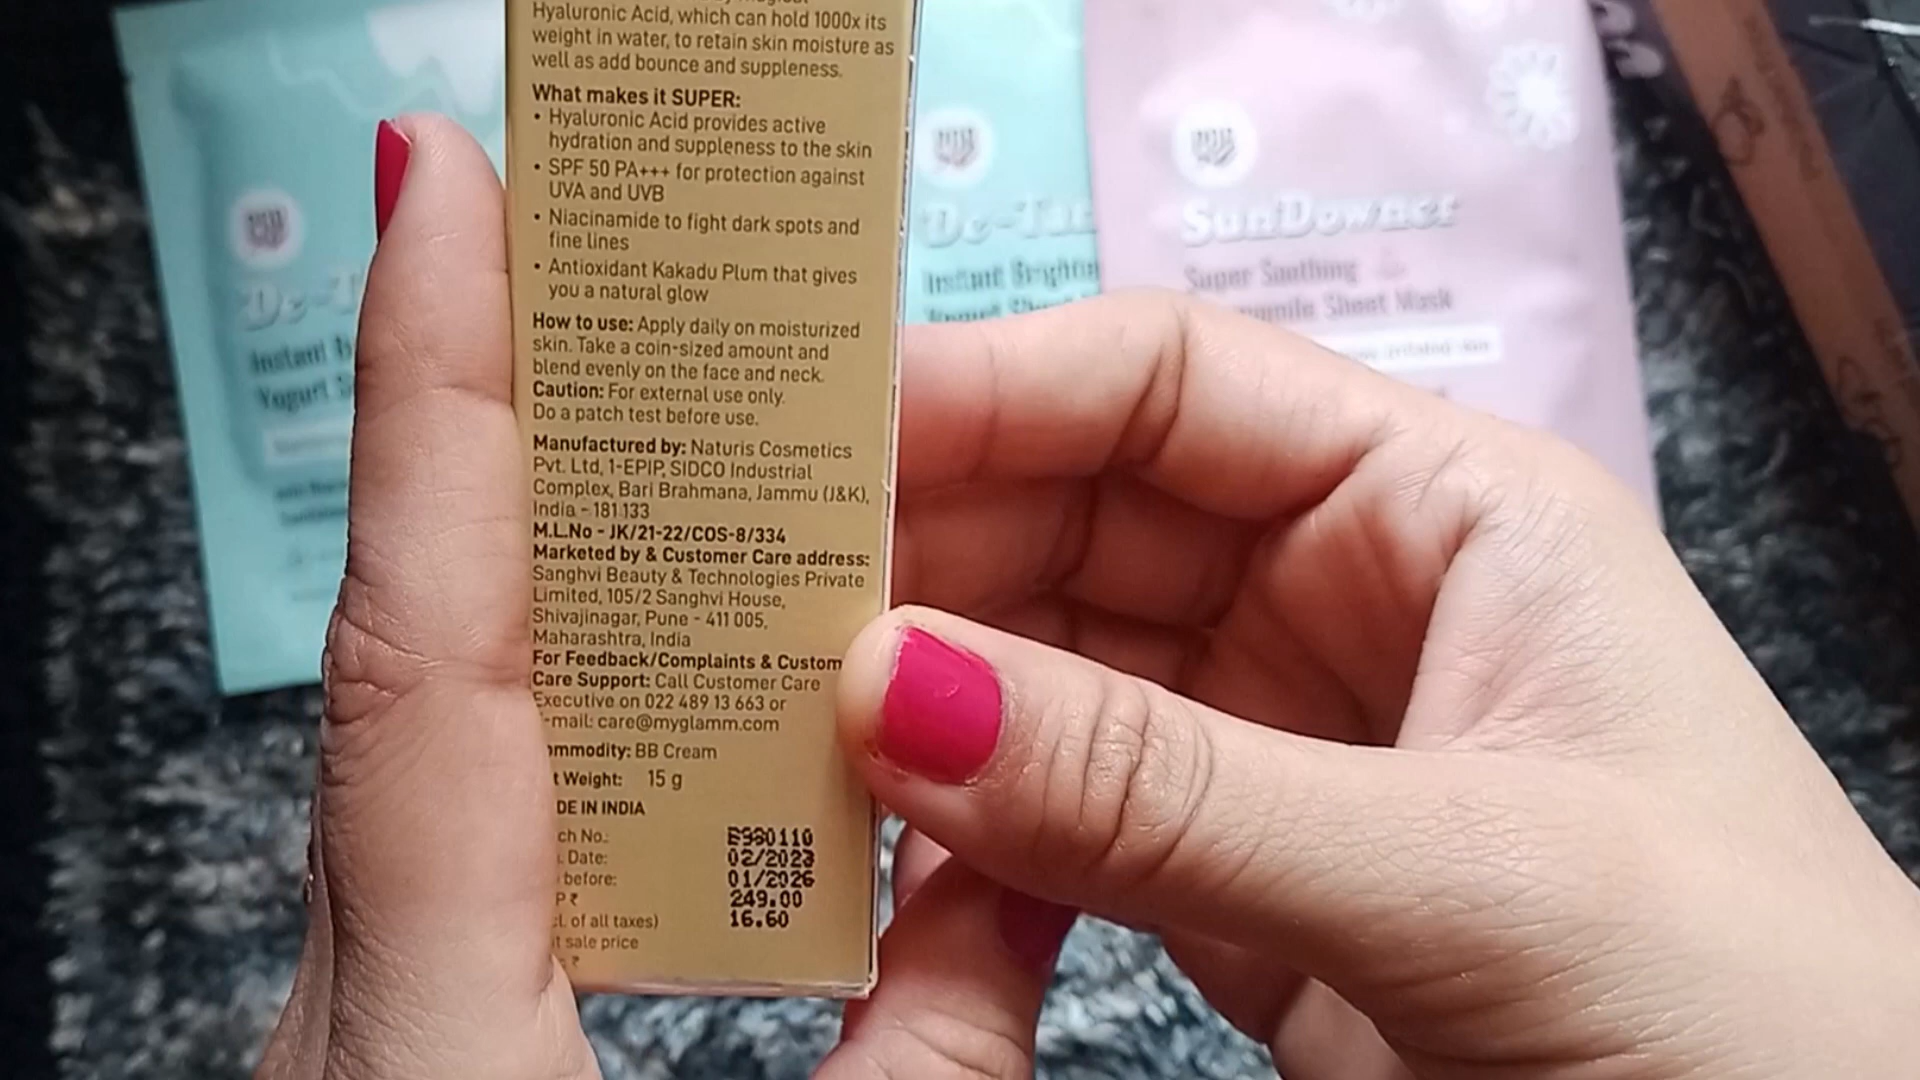 Hyaluronic Acid, which can hold 1000x its
weight in water, to retain skin moisture as
well as add bounce and suppleness.
What makes it SUPER:
• Hyaluronic Acid provides active
hydration and suppleness to the skin
• SPF 50 PA+++ for protection against
UVA and UVB
• Niacinamide to fight dark spots and
fine lines
• Antioxidant Kakadu Plum that gives
you a natural glow
How to use: Apply daily on moisturized
skin. Take a coin-sized amount and
blend evenly on the face and neck.
Caution: For external use only.
Do a patch test before use.
Manufactured by: Naturis Cosmetics
Pvt. Ltd, 1-EPIP, SIDCO Industrial
Complex, Bari Brahmana, Jammu (J&K),
India - 181 133
M.L.No - JK/21-22/COS-8/334
Marketed by & Customer Care address:
Sanghvi Beauty & Technologies Private
Limited, 105/2 Sanghvi House,
Shivajinagar, Pune - 411 005,
Maharashtra, India
For Feedback/Complaints & Custom
Care Support: Call Customer Care
Executive on 022 489 13 663 or
-mail: care@myglamm.com
ommodity: BB Cream
t Weight: 15 g
DE IN INDIA
ch No.:
. Date: 02/2023
before: 01/2026
P ₹ 249.00
l. of all taxes) 16.60
t sale price
₹
De-T
Instant B
Yogurt S
De-Tan
Instant Brighten
SunDowner
Super Soothing
Sheet Mask